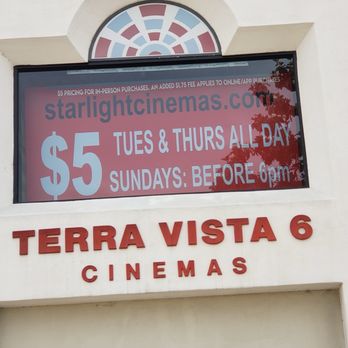 $5 PRICING FOR IN-PERSON PURCHASES. AN ADDED $1.75 FEE APPLIES TO ONLINE/APP PURCHASES
starlightcinemas.com
$5 TUES & THURS ALL DAY
SUNDAYS: BEFORE 6pm
TERRA VISTA 6
CINEMAS